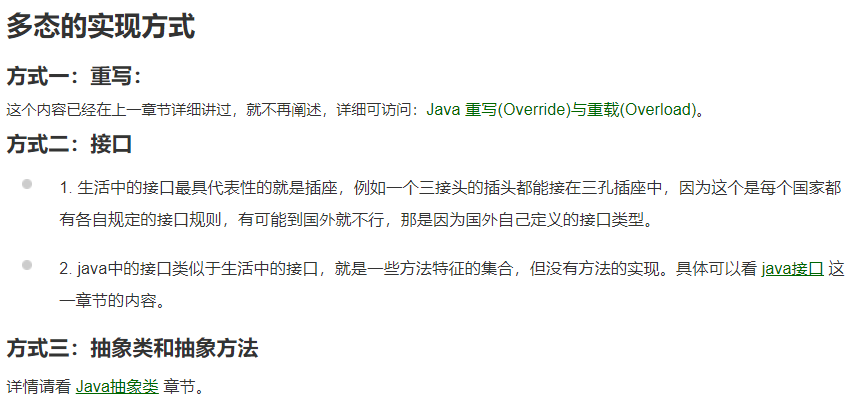 多态的实现方式
方式一：重写：
这个内容已经在上一章节详细讲过，就不再阐述，详细可访问：Java 重写(Override)与重载(Overload)。
方式二：接口
1. 生活中的接口最具代表性的就是插座，例如一个三接头的插头都能接在三孔插座中，因为这个是每个国家都
有各自规定的接口规则，有可能到国外就不行，那是因为国外自己定义的接口类型。
2. java中的接口类似于生活中的接口，就是一些方法特征的集合，但没有方法的实现。具体可以看 java接口 这
一章节的内容。
方式三：抽象类和抽象方法
详情请看 Java抽象类 章节。